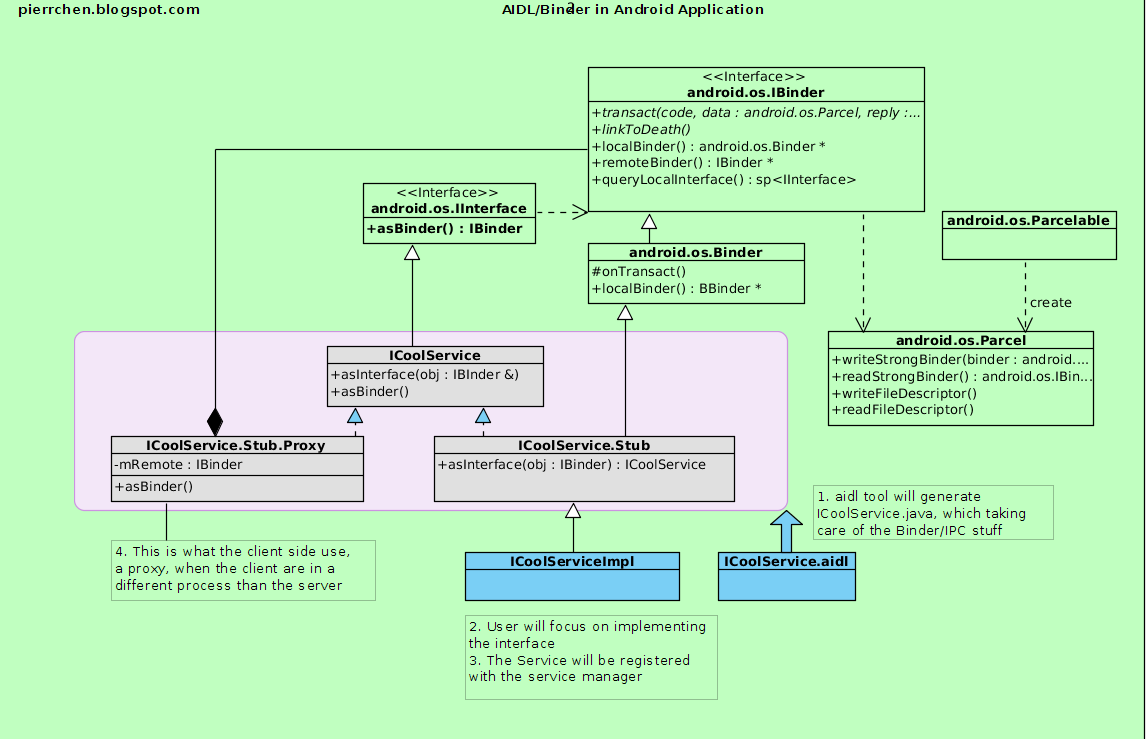 pierrchen.blogspot.com
AIDL/Binder in Android Application
2
<<Interface>>
android.os.IBinder
+transact(code, data : android.os.Parcel, reply :...
+linkToDeath()
+localBinder() : android.os.Binder *
+remoteBinder() : IBinder *
+queryLocalInterface() : sp<IInterface>
<<Interface>>
android.os.IInterface
+asBinder() : IBinder
android.os.Parcelable
android.os.Binder
#onTransact()
+localBinder() : BBinder *
create
android.os.Parcel
+writeStrongBinder(binder : android....
+readStrongBinder() : android.os.IBin...
+writeFileDescriptor()
+readFileDescriptor()
ICoolService
+asInterface(obj : IBInder &)
+asBinder()
ICoolService.Stub.Proxy
-mRemote : IBinder
+asBinder()
ICoolService.Stub
+asInterface(obj : IBinder) : ICoolService
1. aidl tool will generate
ICoolService.java, which taking
care of the Binder/IPC stuff
4. This is what the client side use,
a proxy, when the client are in a
different process than the server
ICoolServiceImpl
ICoolService.aidl
2. User will focus on implementing
the interface
3. The Service will be registered
with the service manager